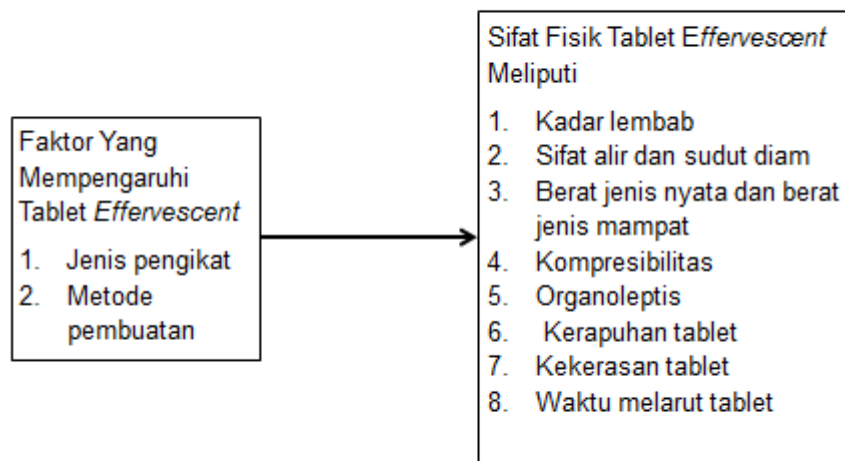 Faktor Yang
Mempengaruhi
Tablet Effervescent
1. Jenis pengikat
2. Metode
pembuatan
Sifat Fisik Tablet Effervescent
Meliputi
1. Kadar lembab
2. Sifat alir dan sudut diam
3. Berat jenis nyata dan berat
jenis mampat
4. Kompresibilitas
5. Organoleptis
6. Kerapuhan tablet
7. Kekerasan tablet
8. Waktu melarut tablet